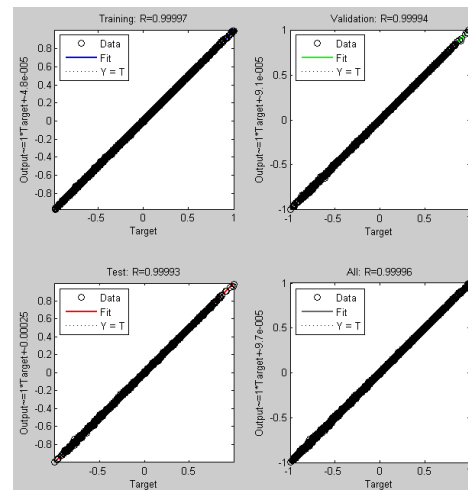 Training: R=0.99997
Output~=1*Target+-4.8e-005
0.8
0.6
0.4
0.2
0
-0.2
-0.4
-0.6
-0.8
Data
Fit
Y = T
-0.5
0
0.5
1
Target
Validation: R=0.99994
Output~=1*Target+-9.1e-005
1
0.5
0
-0.5
-1
Data
Fit
Y = T
-1
-0.5
0
0.5
Target
Test: R=0.99993
Output~=1*Target+-0.00025
0.8
0.6
0.4
0.2
0
-0.2
-0.4
-0.6
-0.8
Data
Fit
Y = T
-0.5
0
0.5
1
Target
All: R=0.99996
Output~=1*Target+-9.7e-005
1
0.5
0
-0.5
-1
Data
Fit
Y = T
-1
-0.5
0
0.5
Target